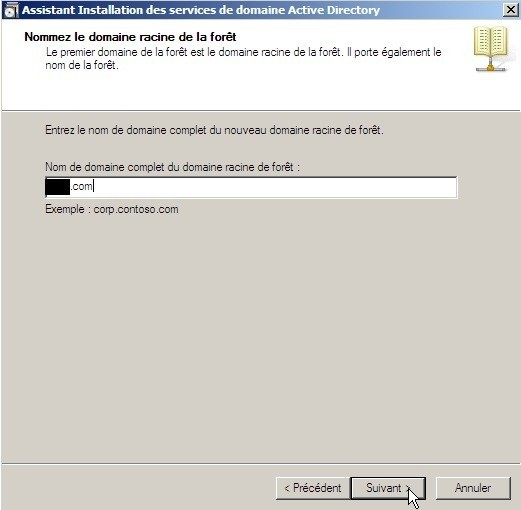 Assistant Installation des services de domaine Active Directory
Nommez le domaine racine de la forêt
Le premier domaine de la forêt est le domaine racine de la forêt. Il porte également le
nom de la forêt.
Entrez le nom de domaine complet du nouveau domaine racine de forêt.
Nom de domaine complet du domaine racine de forêt :
.com
Exemple : corp.contoso.com
< Précédent Suivant > Annuler